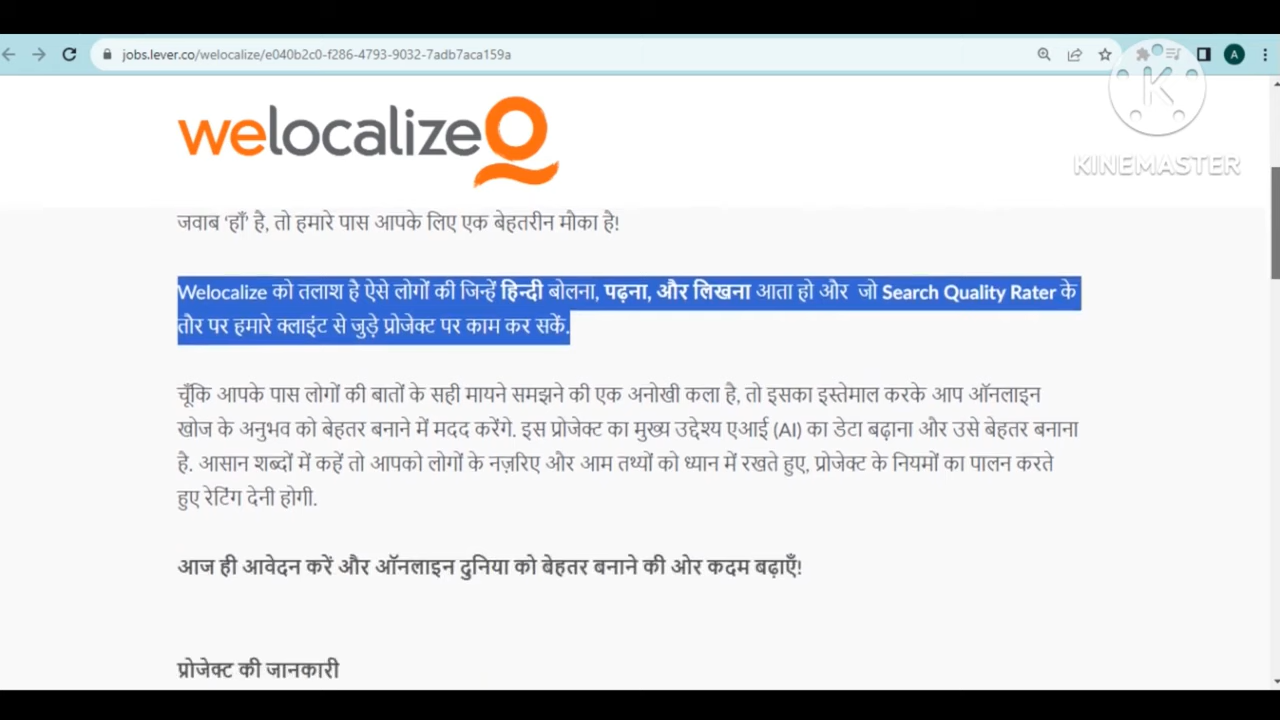 jobs.lever.co/welocalize/e040b2c0-f286-4793-9032-7adb7aca159a
A
K
KINEMASTER
welocalize
जवाब ‘हाँ’ है, तो हमारे पास आपके लिए एक बेहतरीन मौका है!
Welocalize को तलाश है ऐसे लोगों की जिन्हें हिन्दी बोलना, पढ़ना, और लिखना आता हो और जो Search Quality Rater के
तौर पर हमारे क्लाइंट से जुड़े प्रोजेक्ट पर काम कर सकें.
चूँकि आपके पास लोगों की बातों के सही मायने समझने की एक अनोखी कला है, तो इसका इस्तेमाल करके आप ऑनलाइन
खोज के अनुभव को बेहतर बनाने में मदद करेंगे. इस प्रोजेक्ट का मुख्य उद्देश्य एआई (AI) का डेटा बढ़ाना और उसे बेहतर बनाना
है. आसान शब्दों में कहें तो आपको लोगों के नज़रिए और आम तथ्यों को ध्यान में रखते हुए, प्रोजेक्ट के नियमों का पालन करते
हुए रेटिंग देनी होगी.
आज ही आवेदन करें और ऑनलाइन दुनिया को बेहतर बनाने की ओर कदम बढ़ाएँ!
प्रोजेक्ट की जानकारी